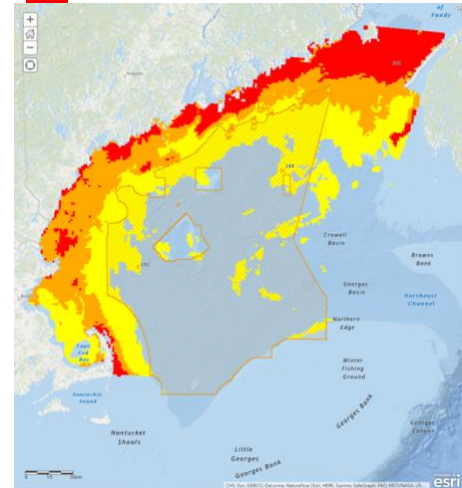 of
Fundy
Crowell
Basin
Browns
Bank
Georges
Basin
Northeast
Channel
Northern
Edge
Cape
Cod
Bay
Winter
Fishing
Ground
Nantucket
Sound
Georges Bank
Georges
Canyon
Nantucket
Shoals
Little
Georges
Georges Bank
esri